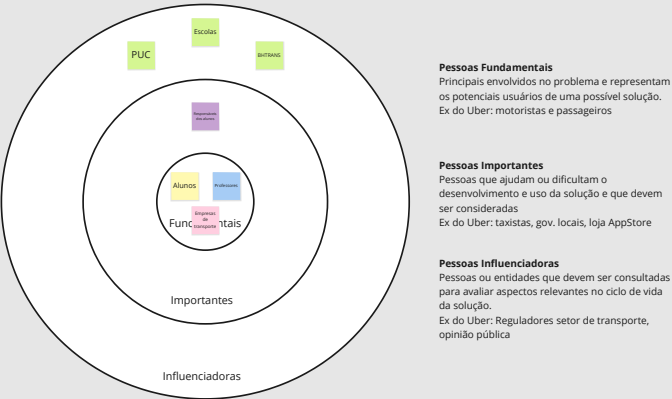 Escolas
PUC
BHTRANS
Responsáveis
dos alunos
Alunos
Professores
Empresas
de
transporte
Fundamentais
Importantes
Influenciadoras
Pessoas Fundamentais
Principais envolvidos no problema e representam
os potenciais usuários de uma possível solução.
Ex do Uber: motoristas e passageiros
Pessoas Importantes
Pessoas que ajudam ou dificultam o
desenvolvimento e uso da solução e que devem
ser consideradas
Ex do Uber: taxistas, gov. locais, loja AppStore
Pessoas Influenciadoras
Pessoas ou entidades que devem ser consultadas
para avaliar aspectos relevantes no ciclo de vida
da solução.
Ex do Uber: Reguladores setor de transporte,
opinião pública